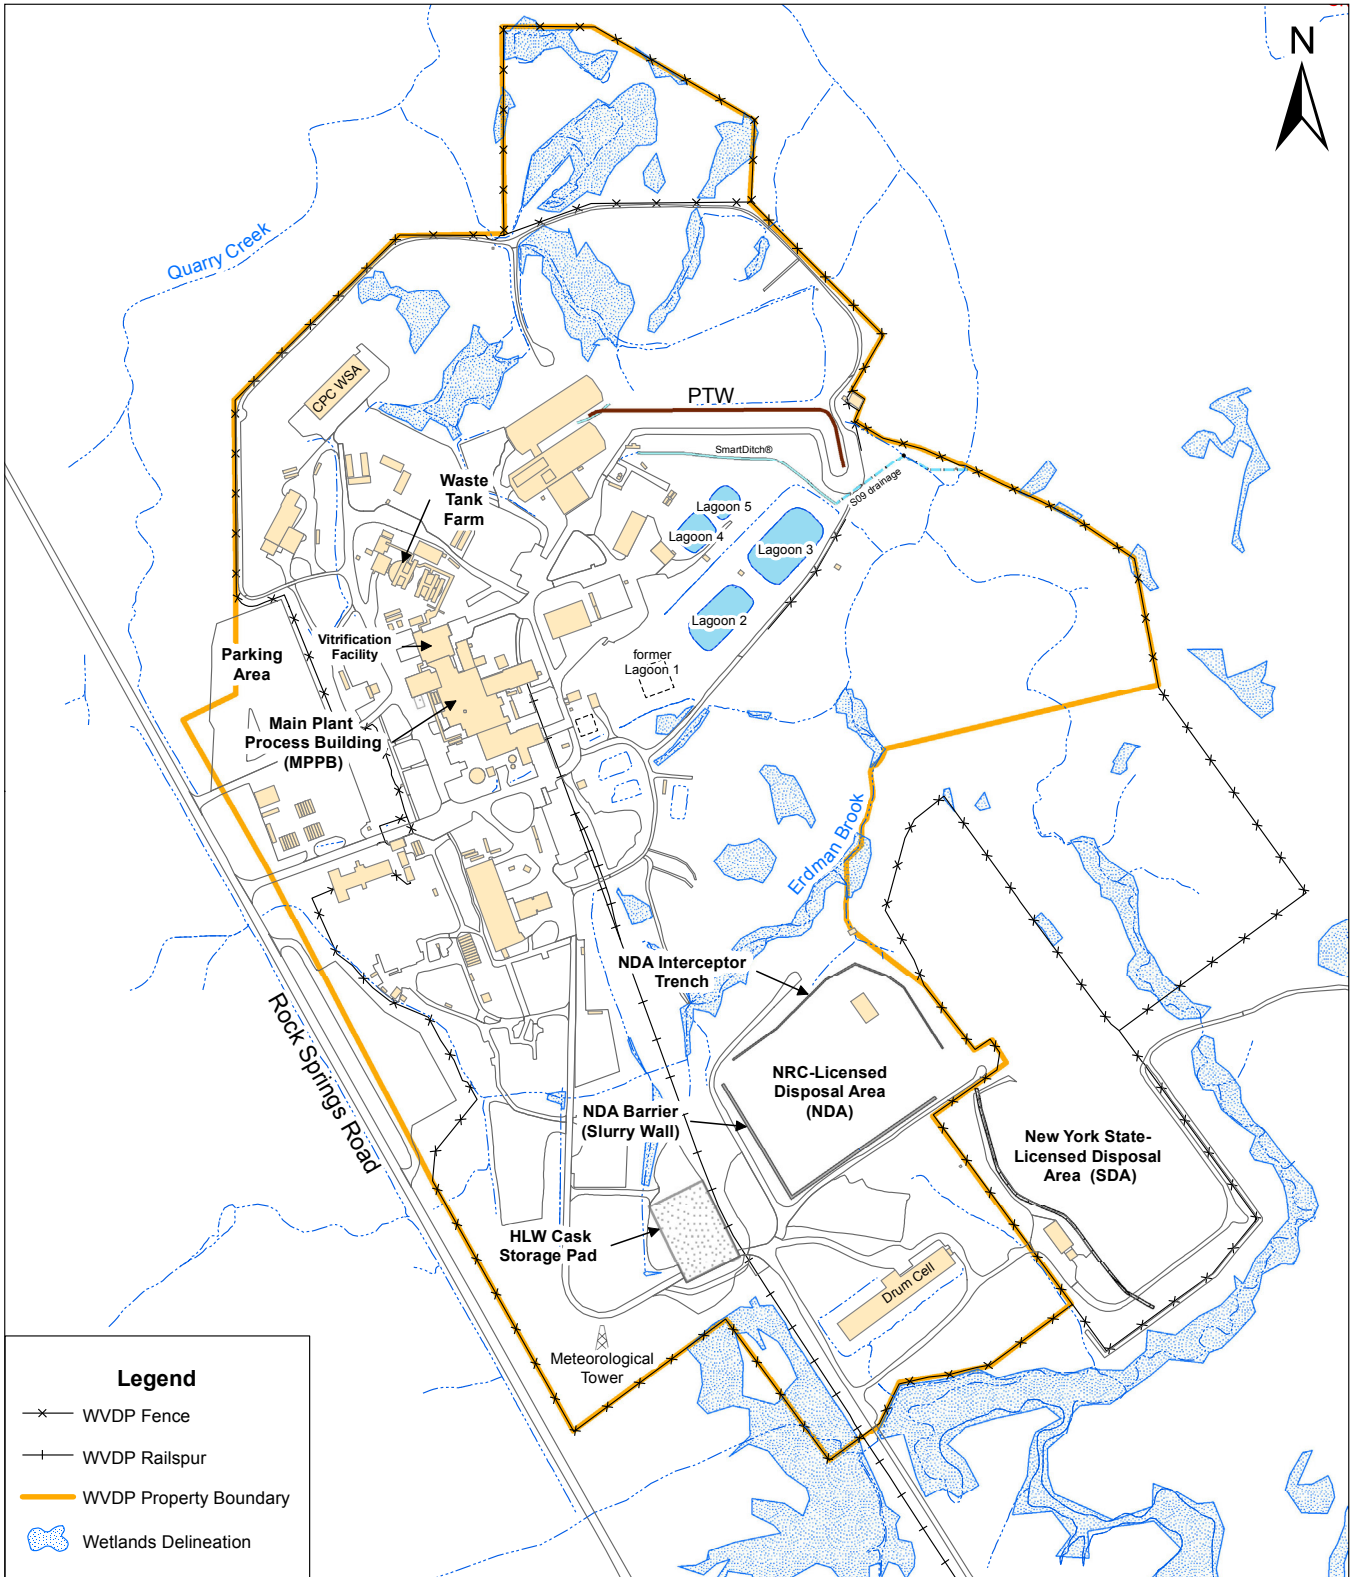 N
Quarry Creek
CPC WSA
PTW
SmartDitch®
S09 drainage
Waste
Tank
Farm
Lagoon 5
Lagoon 4
Lagoon 3
Lagoon 2
former
Lagoon 1
Vitrification
Facility
Parking
Area
Main Plant
Process Building
(MPPB)
Erdman Brook
NDA Interceptor
Trench
Rock Springs Road
NRC-Licensed
Disposal Area
(NDA)
NDA Barrier
(Slurry Wall)
New York State-
Licensed Disposal
Area (SDA)
HLW Cask
Storage Pad
Drum Cell
Meteorological
Tower
Legend
WVDP Fence
WVDP Railspur
WVDP Property Boundary
Wetlands Delineation